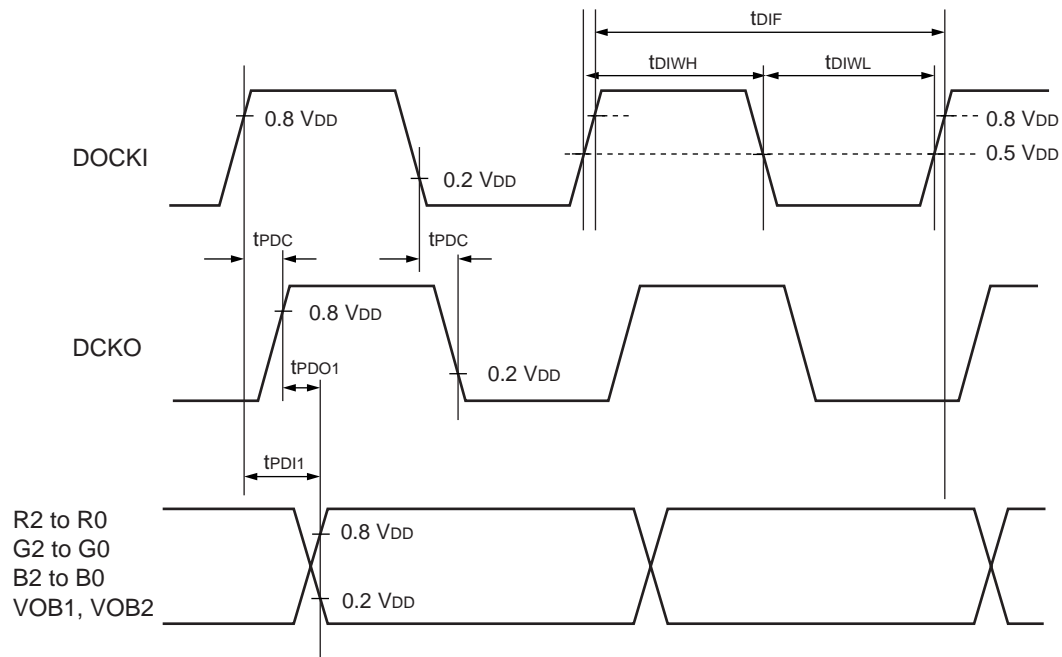 tDIF
tDIWH
tDIWL
0.8 VDD
0.8 VDD
DOCKI
0.5 VDD
0.2 VDD
tPDC
tPDC
0.8 VDD
DCKO
tPDO1
0.2 VDD
tPDI1
R2 to R0
0.8 VDD
G2 to G0
B2 to B0
VOB1, VOB2
0.2 VDD